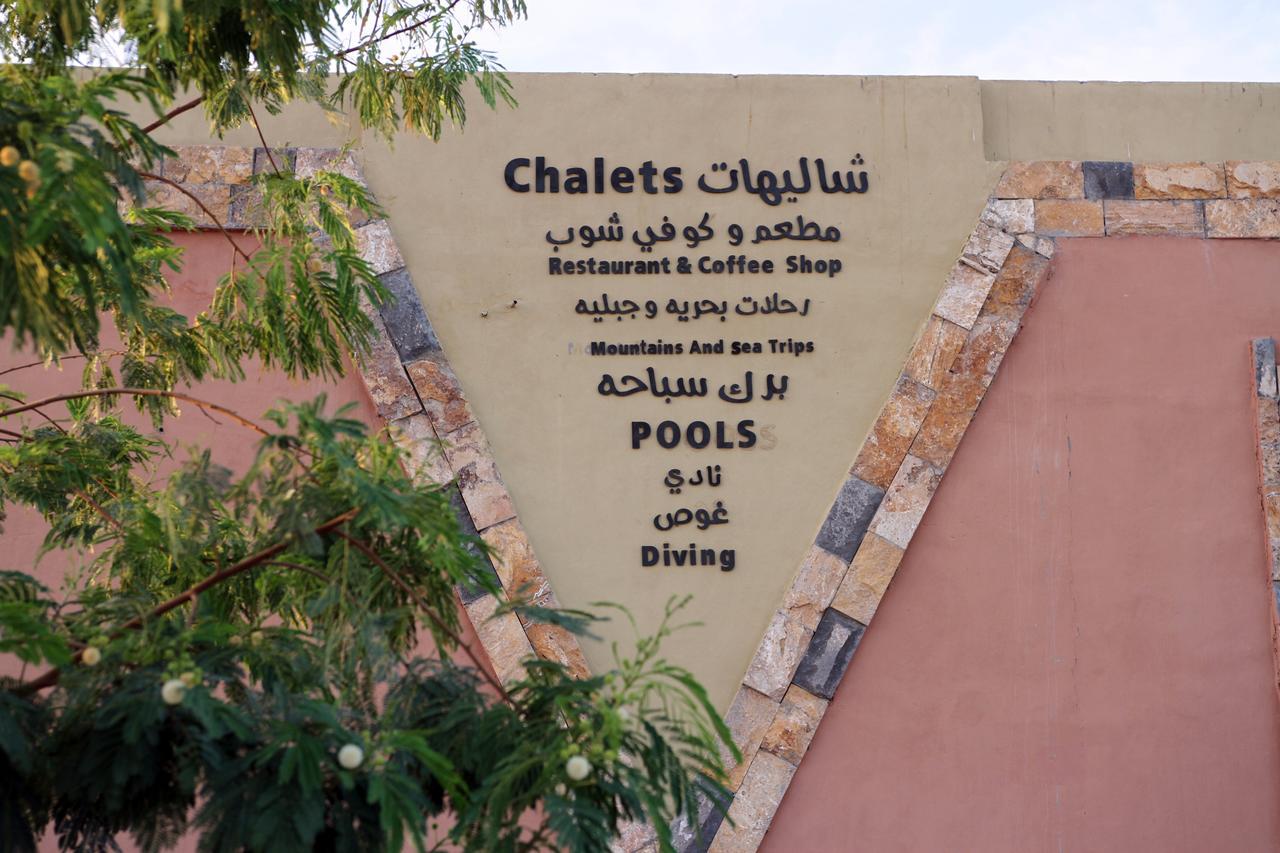 Chalets شاليهات
مطعم و كوفي شوب
Restaurant & Coffee Shop
رحلات بحريه وجبليه
Mountains And Sea Trips
برك سباحه
POOLS
نادي
غوص
Diving